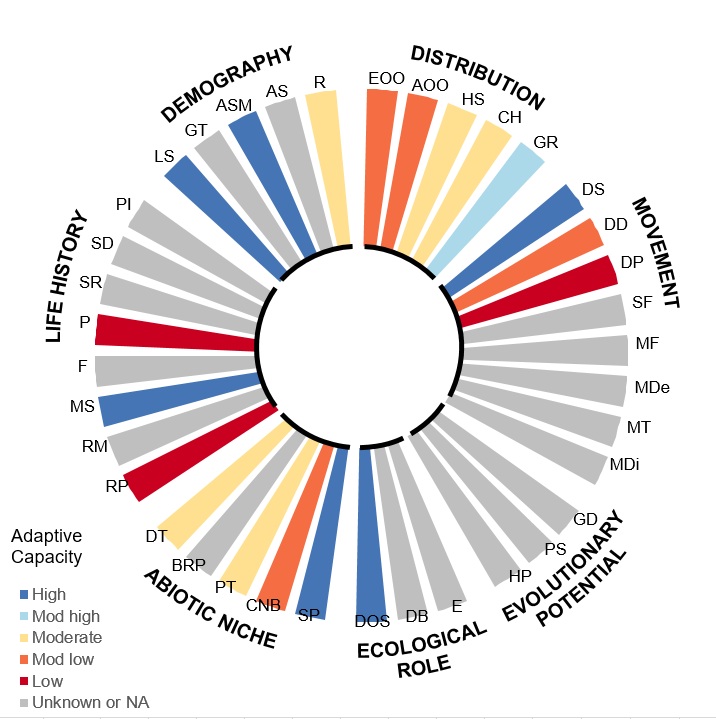 DISTRIBUTION
EOO
AOO
HS
CH
GR
MOVEMENT
DS
DD
DP
SF
MF
MDe
MT
MDi
EVOLUTIONARY
POTENTIAL
GD
PS
HP
ECOLOGICAL
ROLE
E
DB
DOS
ABIOTIC NICHE
SP
CNB
PT
BRP
DT
LIFE HISTORY
RP
RM
MS
F
P
SR
SD
PI
DEMOGRAPHY
LS
GT
ASM
AS
R
Adaptive
Capacity
High
Mod high
Moderate
Mod low
Low
Unknown or NA